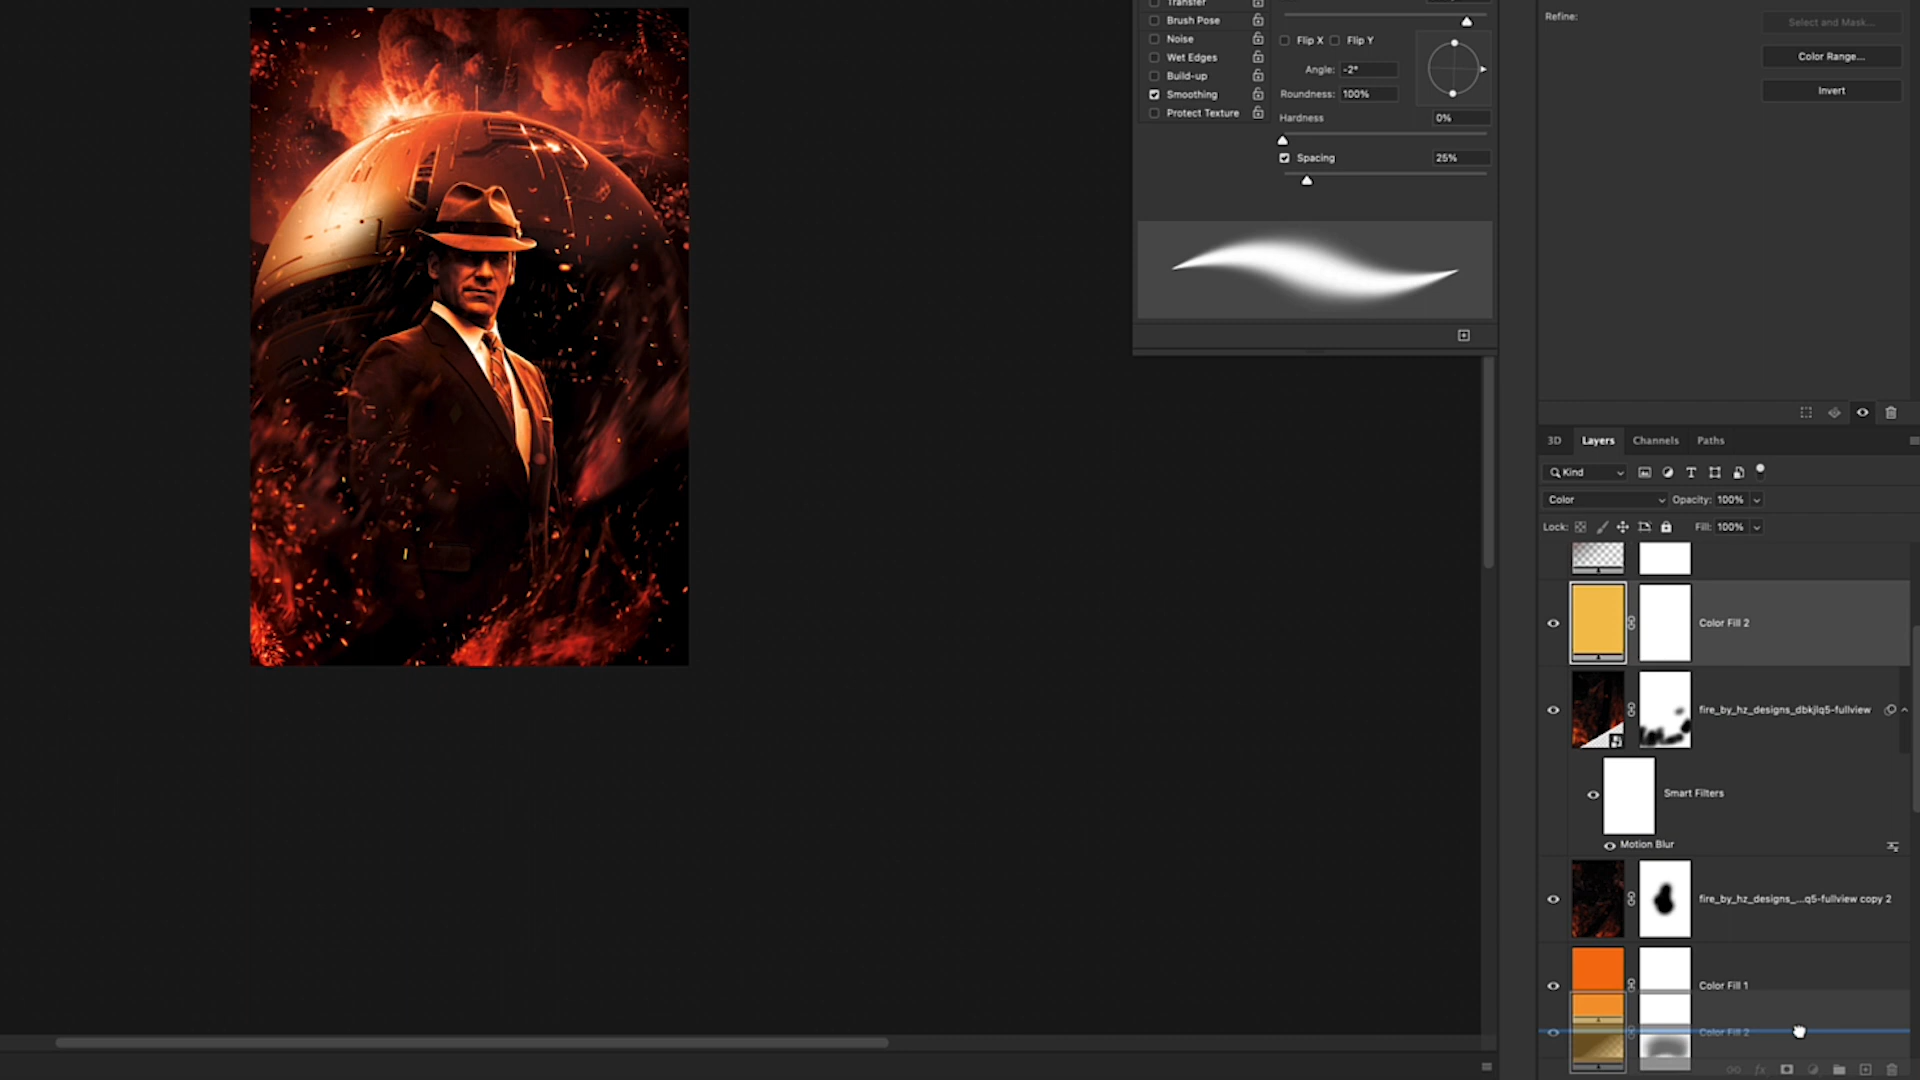 Transfer
Brush Pose
Noise
Wet Edges
Build-up
Smoothing
Protect Texture
Flip X
Flip Y
Angle: -2°
Roundness: 100%
Hardness
0%
Spacing
25%
Refine:
Select and Mask...
Color Range...
Invert
3D
Layers
Channels
Paths
Kind
Color
Opacity: 100%
Lock:
Fill: 100%
Color Fill 2
fire_by_hz_designs_dbkjlq5-fullview
Smart Filters
Motion Blur
fire_by_hz_designs_...q5-fullview copy 2
Color Fill 1
Color Fill 2
fx